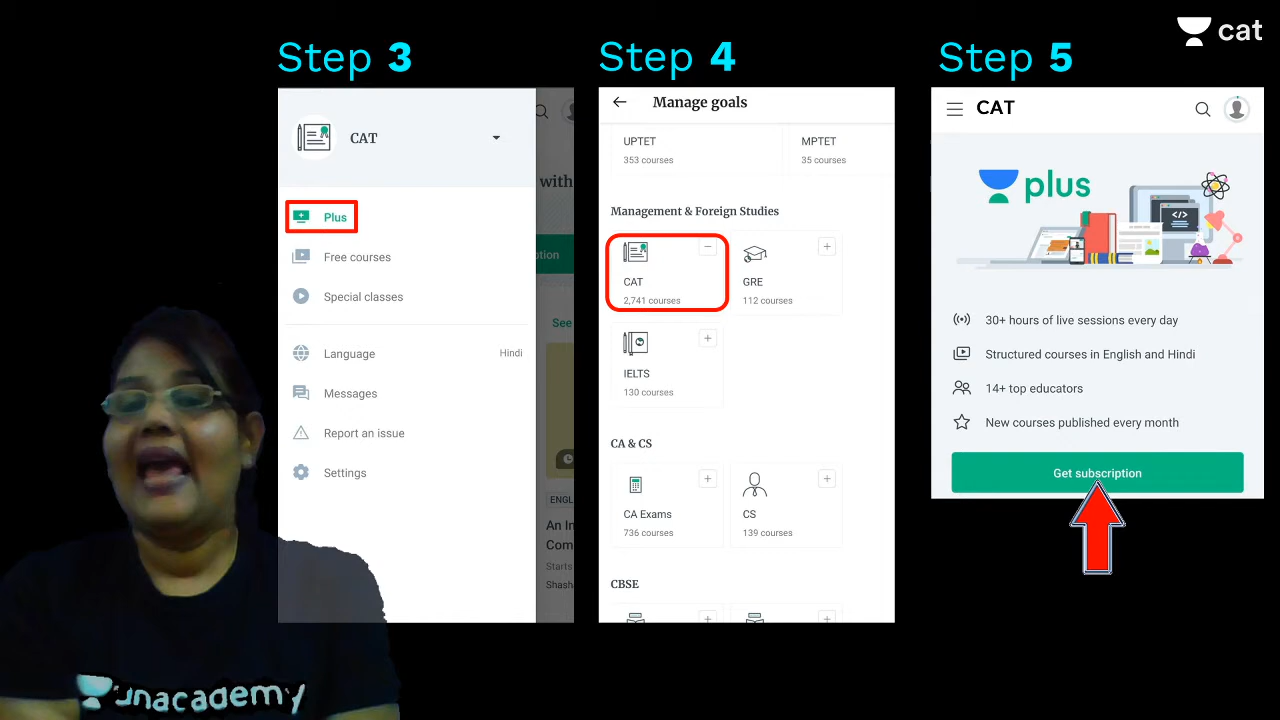 cat
Step 3
CAT
with
Plus
Free courses
Special classes
Language
Hindi
Messages
Report an issue
Settings
See
ENGL
An In
Com
Starts
Shash
Step 4
Manage goals
UPTET
353 courses
MPTET
35 courses
Management & Foreign Studies
CAT
2,741 courses
GRE
112 courses
IELTS
130 courses
CA & CS
CA Exams
736 courses
CS
139 courses
CBSE
Step 5
CAT
plus
30+ hours of live sessions every day
Structured courses in English and Hindi
14+ top educators
New courses published every month
Get subscription
unacademy